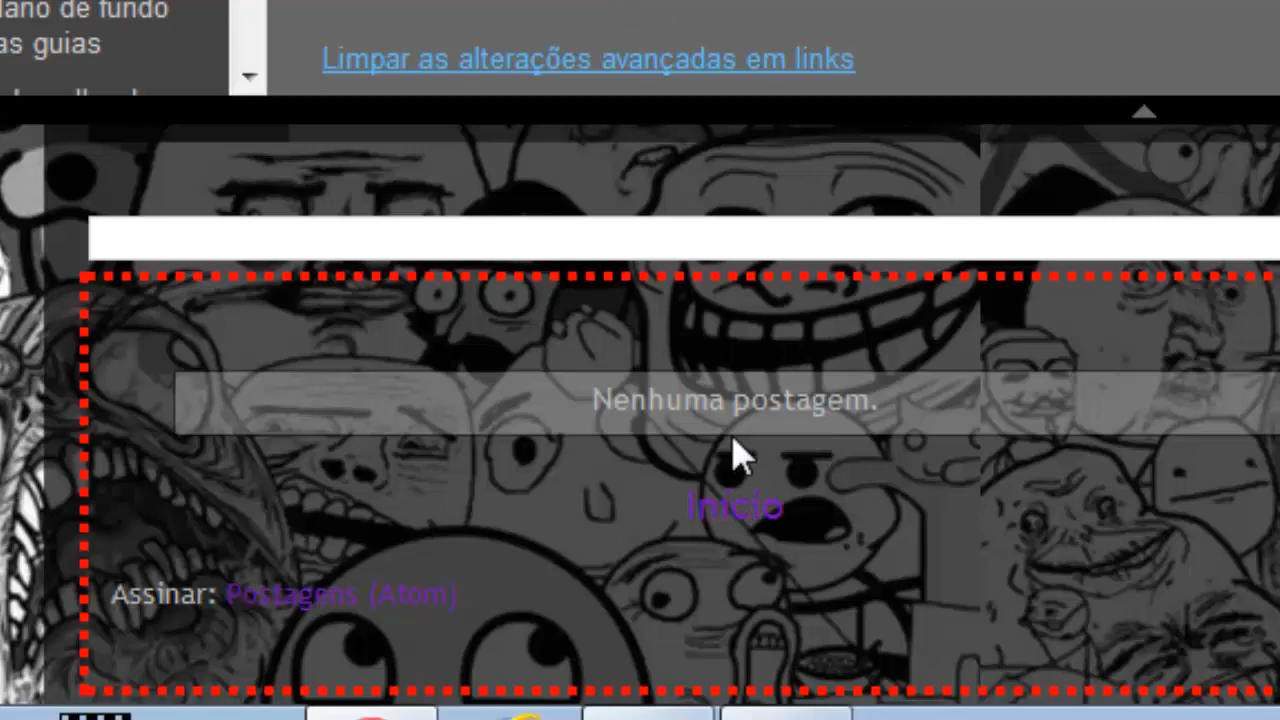 lano de fundo
as guias
Limpar as alterações avançadas em links
Nenhuma postagem.
Início
Assinar: Postagens (Atom)